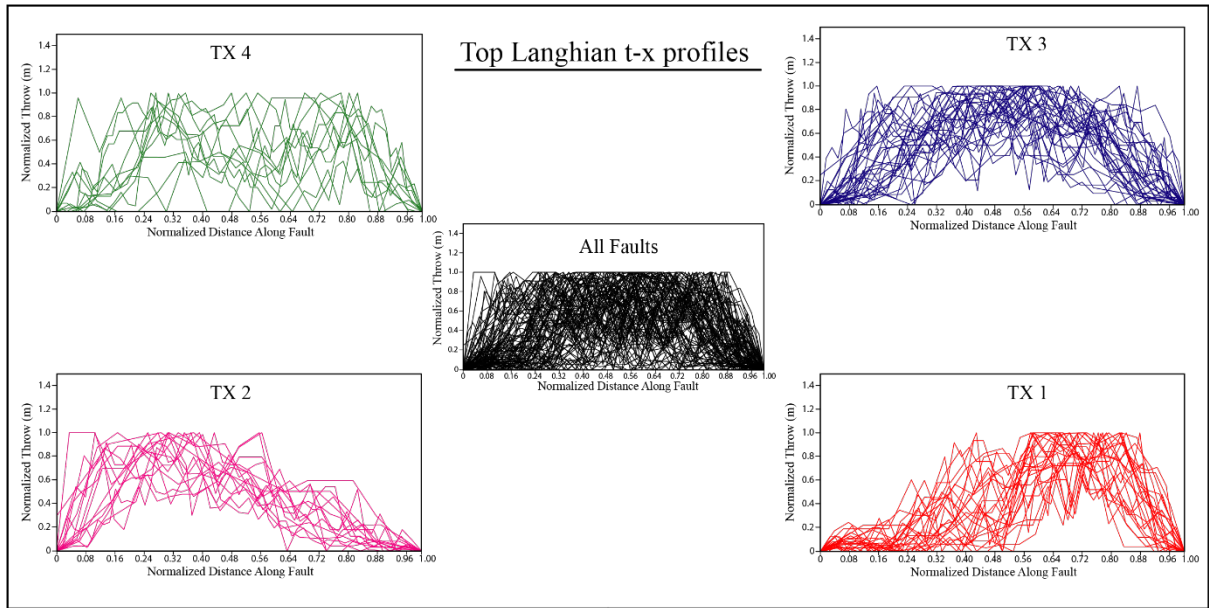 Top Langhian t-x profiles
TX 4
Normalized Throw (m)
1.4
1.2
1.0
0.8
0.6
0.4
0.2
0
0 0.08 0.16 0.24 0.32 0.40 0.48 0.56 0.64 0.72 0.80 0.88 0.96 1.00
Normalized Distance Along Fault
TX 3
Normalized Throw (m)
1.4
1.2
1.0
0.8
0.6
0.4
0.2
0
0 0.08 0.16 0.24 0.32 0.40 0.48 0.56 0.64 0.72 0.80 0.88 0.96 1.00
Normalized Distance Along Fault
All Faults
Normalized Throw (m)
1.4
1.2
1.0
0.8
0.6
0.4
0.2
0
0 0.08 0.16 0.24 0.32 0.40 0.48 0.56 0.64 0.72 0.80 0.88 0.96 1.00
Normalized Distance Along Fault
TX 2
Normalized Throw (m)
1.4
1.2
1.0
0.8
0.6
0.4
0.2
0
0 0.08 0.16 0.24 0.32 0.40 0.48 0.56 0.64 0.72 0.80 0.88 0.96 1.00
Normalized Distance Along Fault
TX 1
Normalized Throw (m)
1.4
1.2
1.0
0.8
0.6
0.4
0.2
0
0 0.08 0.16 0.24 0.32 0.40 0.48 0.56 0.64 0.72 0.80 0.88 0.96 1.00
Normalized Distance Along Fault